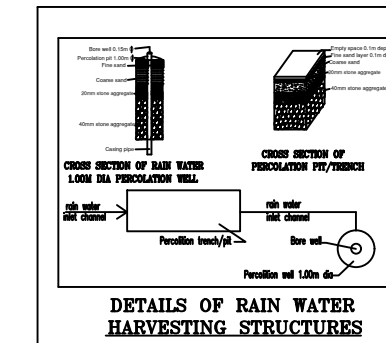 Bore well 0.15m
Percolation pit 1.00m
Fine sand
Coarse sand
20mm stone aggregate
40mm stone aggregate
Casing pipe
CROSS SECTION OF RAIN WATER
1.00M DIA PERCOLATION WELL
Empty space 0.1m dep
Fine sand layer 0.1m d
Coarse sand
20mm stone aggregate
40mm stone aggregate
CROSS SECTION OF
PERCOLATION PIT/TRENCH
rain water
inlet channel
Percolition trench/pit
rain water
inlet channel
Bore well
Percolition well 1.00m dia
DETAILS OF RAIN WATER
HARVESTING STRUCTURES